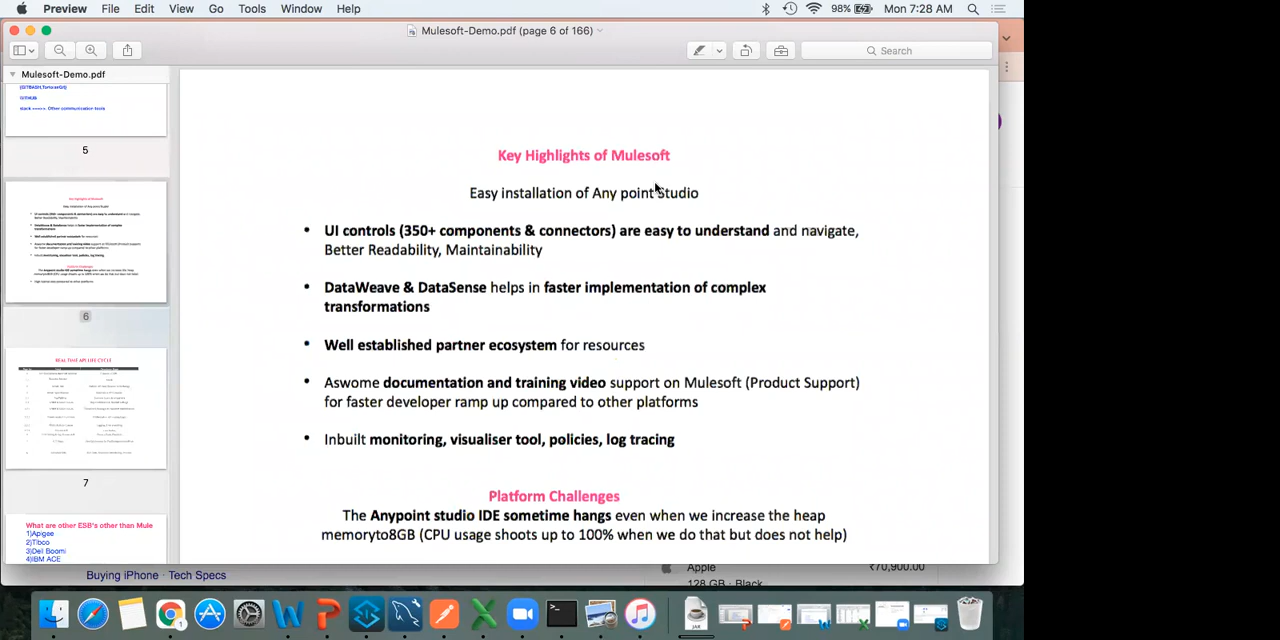 Preview File Edit View Go Tools Window Help 98% Mon 7:28 AM
Mulesoft-Demo.pdf (page 6 of 166)
Search
Mulesoft-Demo.pdf
GITHUB
5
6
REAL TIME API LIFE CYCLE
7
What are other ESB's other than Mule
1)Apigee
2)Tibco
3)Dell Boomi
4)IBM ACE
Key Highlights of Mulesoft
Easy installation of Any point Studio
• UI controls (350+ components & connectors) are easy to understand and navigate,
Better Readability, Maintainability
• DataWeave & DataSense helps in faster implementation of complex
transformations
• Well established partner ecosystem for resources
• Aswome documentation and training video support on Mulesoft (Product Support)
for faster developer ramp up compared to other platforms
• Inbuilt monitoring, visualiser tool, policies, log tracing
Platform Challenges
The Anypoint studio IDE sometime hangs even when we increase the heap
memoryto8GB (CPU usage shoots up to 100% when we do that but does not help)
Apple ₹70,900.00
Buying iPhone · Tech Specs
128 GB · Black